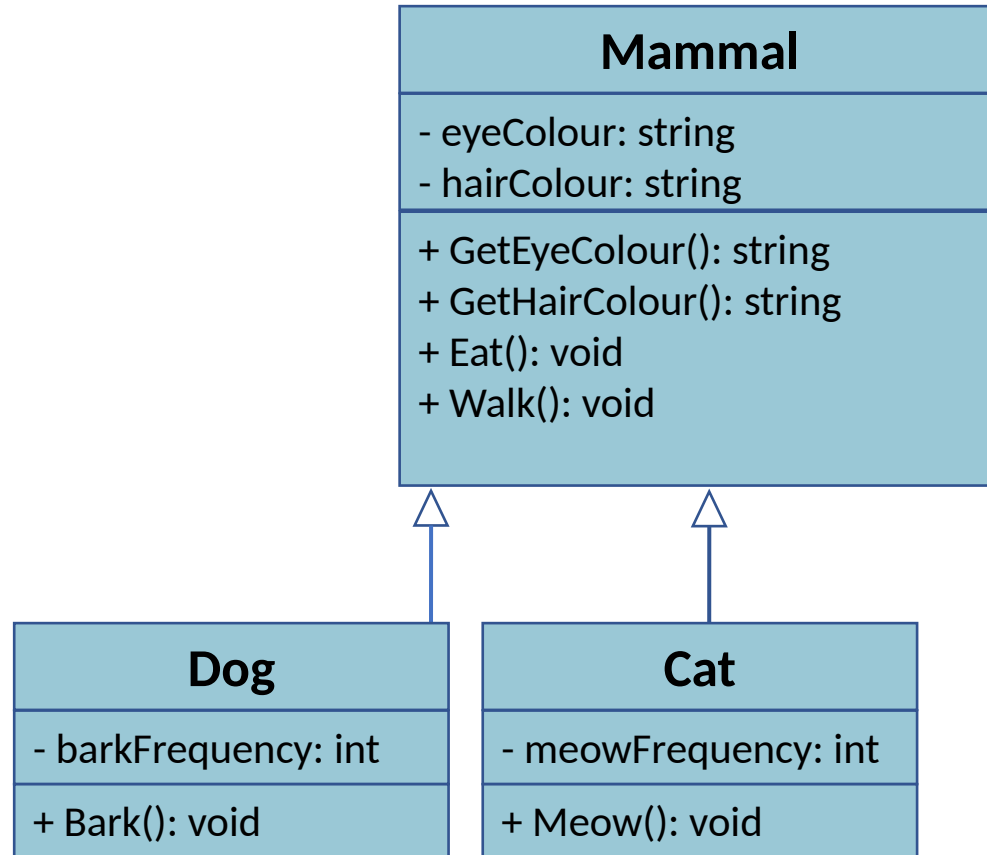 Mammal
- eyeColour: string
- hairColour: string
+ GetEyeColour(): string
+ GetHairColour(): string
+ Eat(): void
+ Walk(): void
Dog
- barkFrequency: int
+ Bark(): void
Cat
- meowFrequency: int
+ Meow(): void